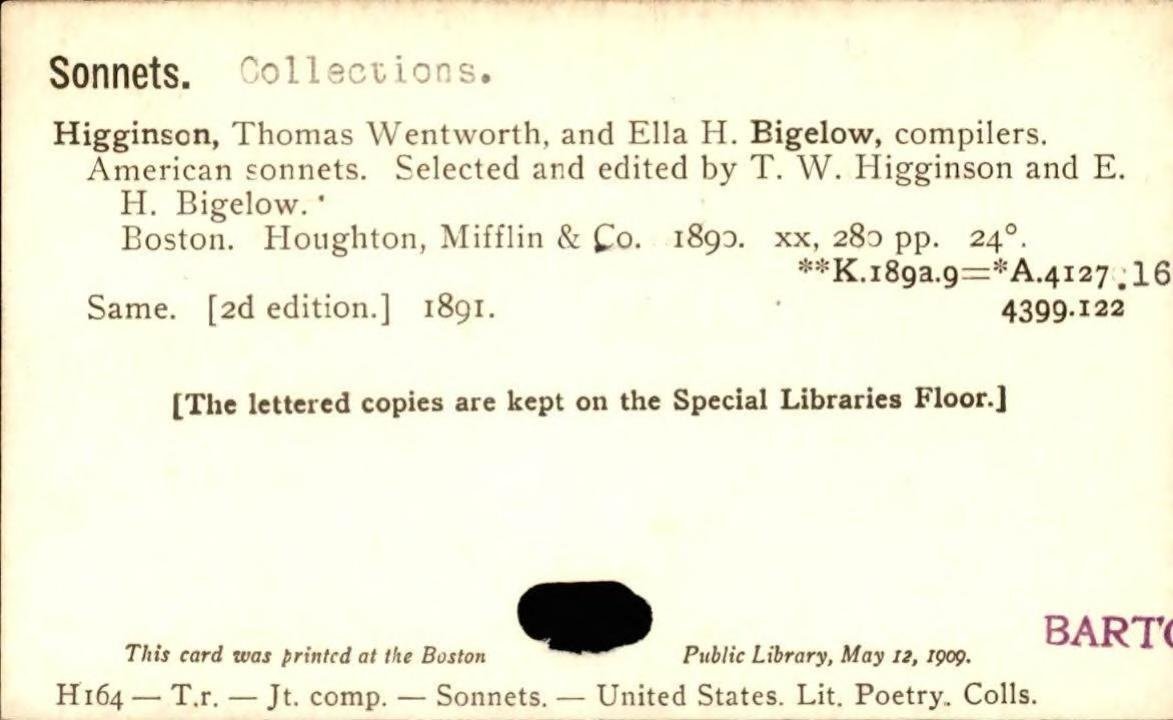 Sonnets. Collections.
Higginson, Thomas Wentworth, and Ella H. Bigelow, compilers.
American sonnets. Selected and edited by T. W. Higginson and E.
H. Bigelow.
Boston. Houghton, Mifflin & Co. 1890. xx, 280 pp. 24°.
**K.189a.9=*A.4127.16
Same. [2d edition.] 1891. 4399.122
[The lettered copies are kept on the Special Libraries Floor.]
BARTO
This card was printed at the Boston Public Library, May 12, 1909.
H164 — T.r. — Jt. comp. — Sonnets. — United States. Lit. Poetry. Colls.